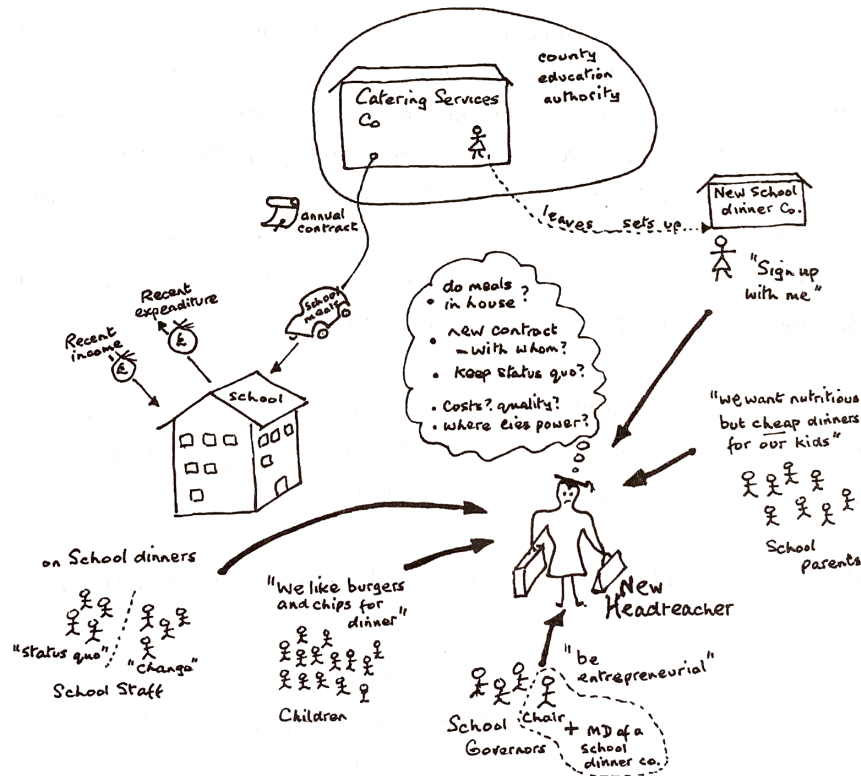 county
education
authority
Catering Services
Co
annual
contract
leaves sets up
New School
dinner Co.
"Sign up
with me"
School
meals
Recent
expenditure
Recent
income
£
£
School
• do meals
in house?
• new contract
- with whom?
• keep status quo?
• costs? quality?
• where lies power?
"we want nutritious
but cheap dinners
for our kids"
School
parents
on School dinners
"status quo"
"change"
School Staff
"We like burgers
and chips for
dinner"
Children
New
Headteacher
"be
entrepreneurial"
School
Governors
Chair
+ MD of a
school
dinner co.